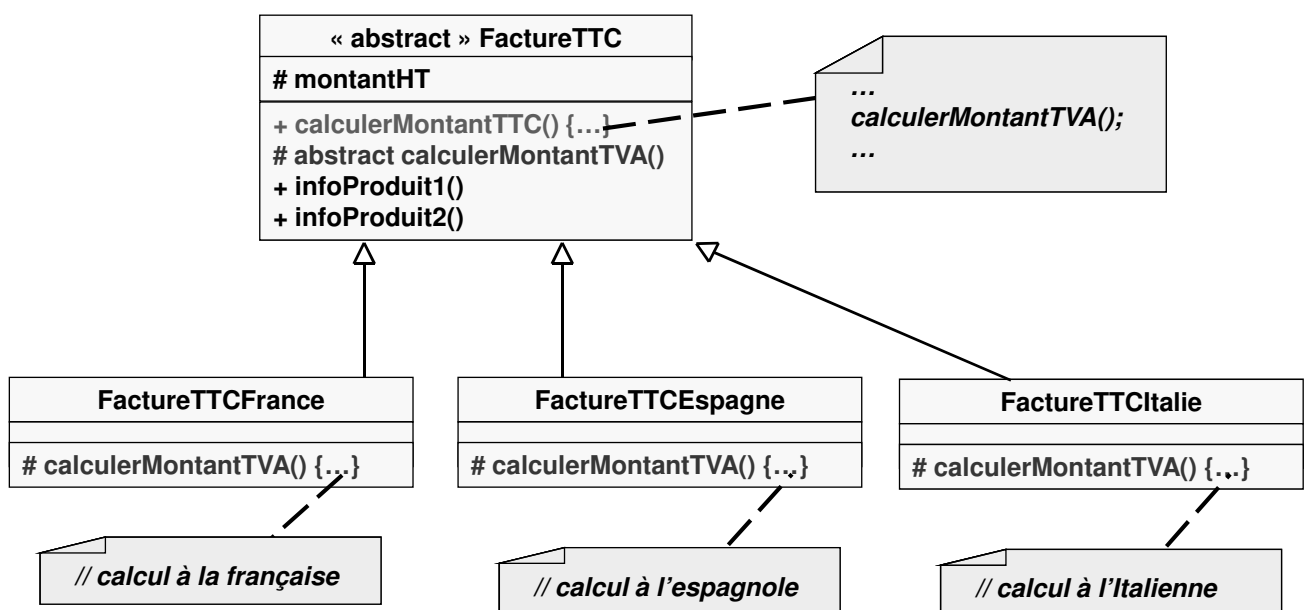 « abstract » FactureTTC
# montantHT
+ calculerMontantTTC() {…}
# abstract calculerMontantTVA()
+ infoProduit1()
+ infoProduit2()
…
calculerMontantTVA();
…
FactureTTCFrance
# calculerMontantTVA() {…}
// calcul à la française
FactureTTCEspagne
# calculerMontantTVA() {…}
// calcul à l’espagnole
FactureTTCItalie
# calculerMontantTVA() {…}
// calcul à l’Italienne